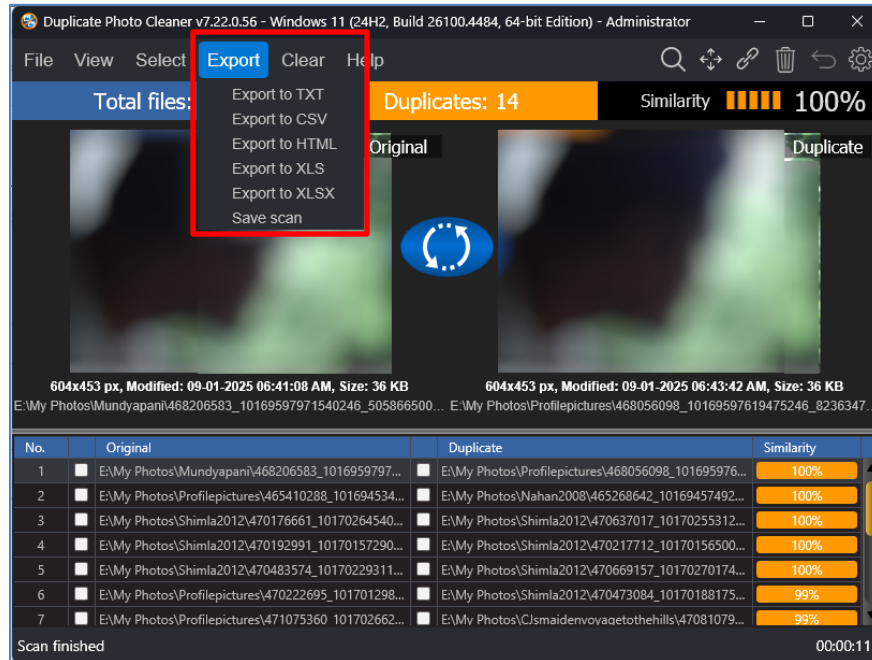 Duplicate Photo Cleaner v7.22.0.56 - Windows 11 (24H2, Build 26100.4484, 64-bit Edition) - Administrator
File View Select Export Clear Help
Export to TXT
Export to CSV
Export to HTML
Export to XLS
Export to XLSX
Save scan
Total files: Duplicates: 14 Similarity 100%
Original Duplicate
604x453 px, Modified: 09-01-2025 06:41:08 AM, Size: 36 KB 604x453 px, Modified: 09-01-2025 06:43:42 AM, Size: 36 KB
E:\My Photos\Mundyapani\468206583_10169597971540246_505866500... E:\My Photos\Profilepictures\468056098_10169597619475246_8236347...
No. Original Duplicate Similarity
1 E:\My Photos\Mundyapani\468206583_1016959797... E:\My Photos\Profilepictures\468056098_101695976... 100%
2 E:\My Photos\Profilepictures\465410288_101694534... E:\My Photos\Nahan2008\465268642_10169457492... 100%
3 E:\My Photos\Shimla2012\470176661_10170264540... E:\My Photos\Shimla2012\470637017_10170255312... 100%
4 E:\My Photos\Shimla2012\470192991_10170157290... E:\My Photos\Shimla2012\470217712_10170156500... 100%
5 E:\My Photos\Shimla2012\470483574_10170229311... E:\My Photos\Shimla2012\470669157_10170270174... 100%
6 E:\My Photos\Profilepictures\470222695_101701298... E:\My Photos\Shimla2012\470473084_10170188175... 99%
7 E:\My Photos\Profilepictures\471075360_101702662... E:\My Photos\CJsmaidenvoyagetothehills\47081079... 99%
Scan finished 00:00:11